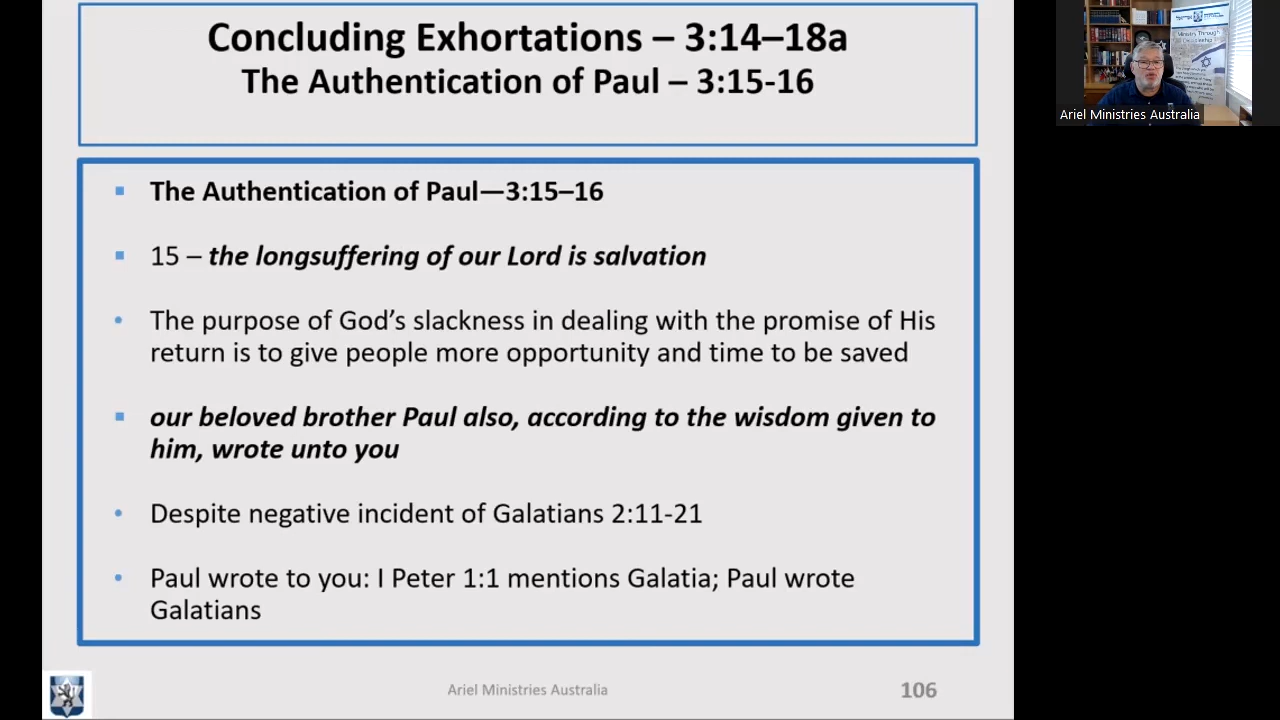 Concluding Exhortations – 3:14–18a
The Authentication of Paul – 3:15-16
The Authentication of Paul—3:15–16
15 – the longsuffering of our Lord is salvation
The purpose of God’s slackness in dealing with the promise of His
return is to give people more opportunity and time to be saved
our beloved brother Paul also, according to the wisdom given to
him, wrote unto you
Despite negative incident of Galatians 2:11-21
Paul wrote to you: I Peter 1:1 mentions Galatia; Paul wrote
Galatians
Ariel Ministries Australia
106
Ministry Through
Ariel Ministries Australia